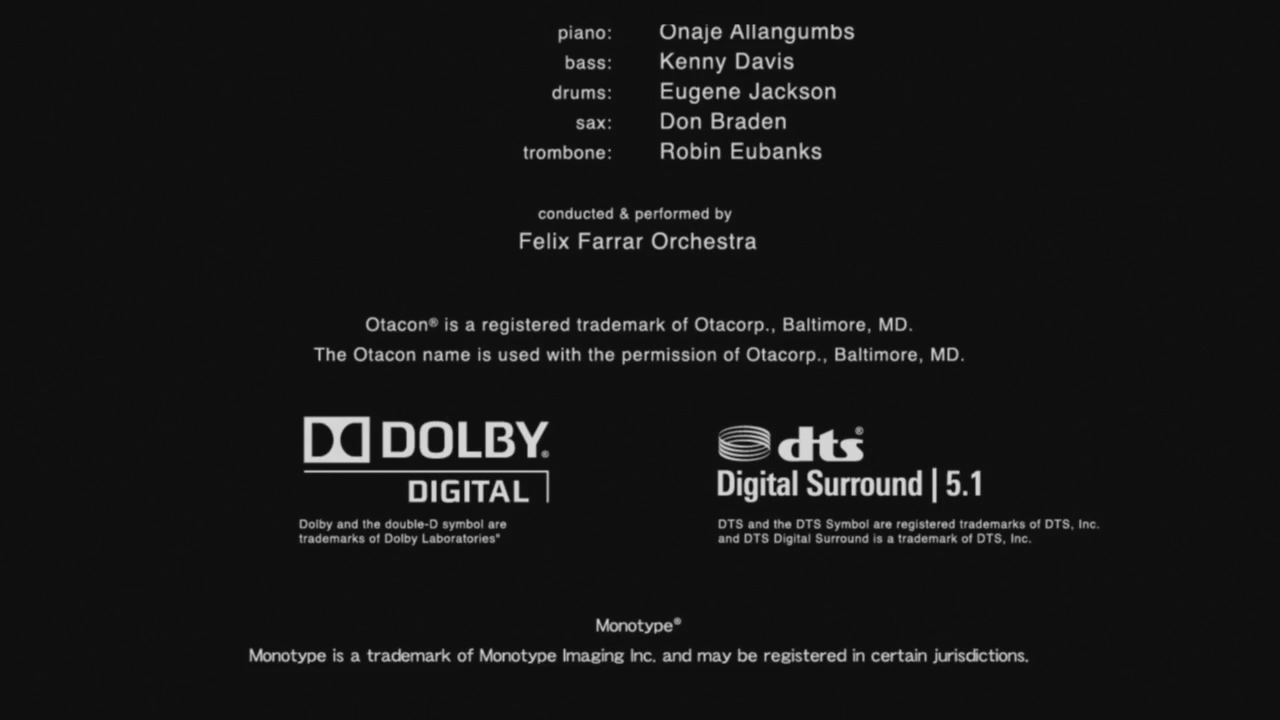 piano: Onaje Allangumbs
bass: Kenny Davis
drums: Eugene Jackson
sax: Don Braden
trombone: Robin Eubanks
conducted & performed by
Felix Farrar Orchestra
Otacon® is a registered trademark of Otacorp., Baltimore, MD.
The Otacon name is used with the permission of Otacorp., Baltimore, MD.
DOLBY®
DIGITAL
Dolby and the double-D symbol are
trademarks of Dolby Laboratories"
dts®
Digital Surround | 5.1
DTS and the DTS Symbol are registered trademarks of DTS, Inc.
and DTS Digital Surround is a trademark of DTS, Inc.
Monotype®
Monotype is a trademark of Monotype Imaging Inc. and may be registered in certain jurisdictions.